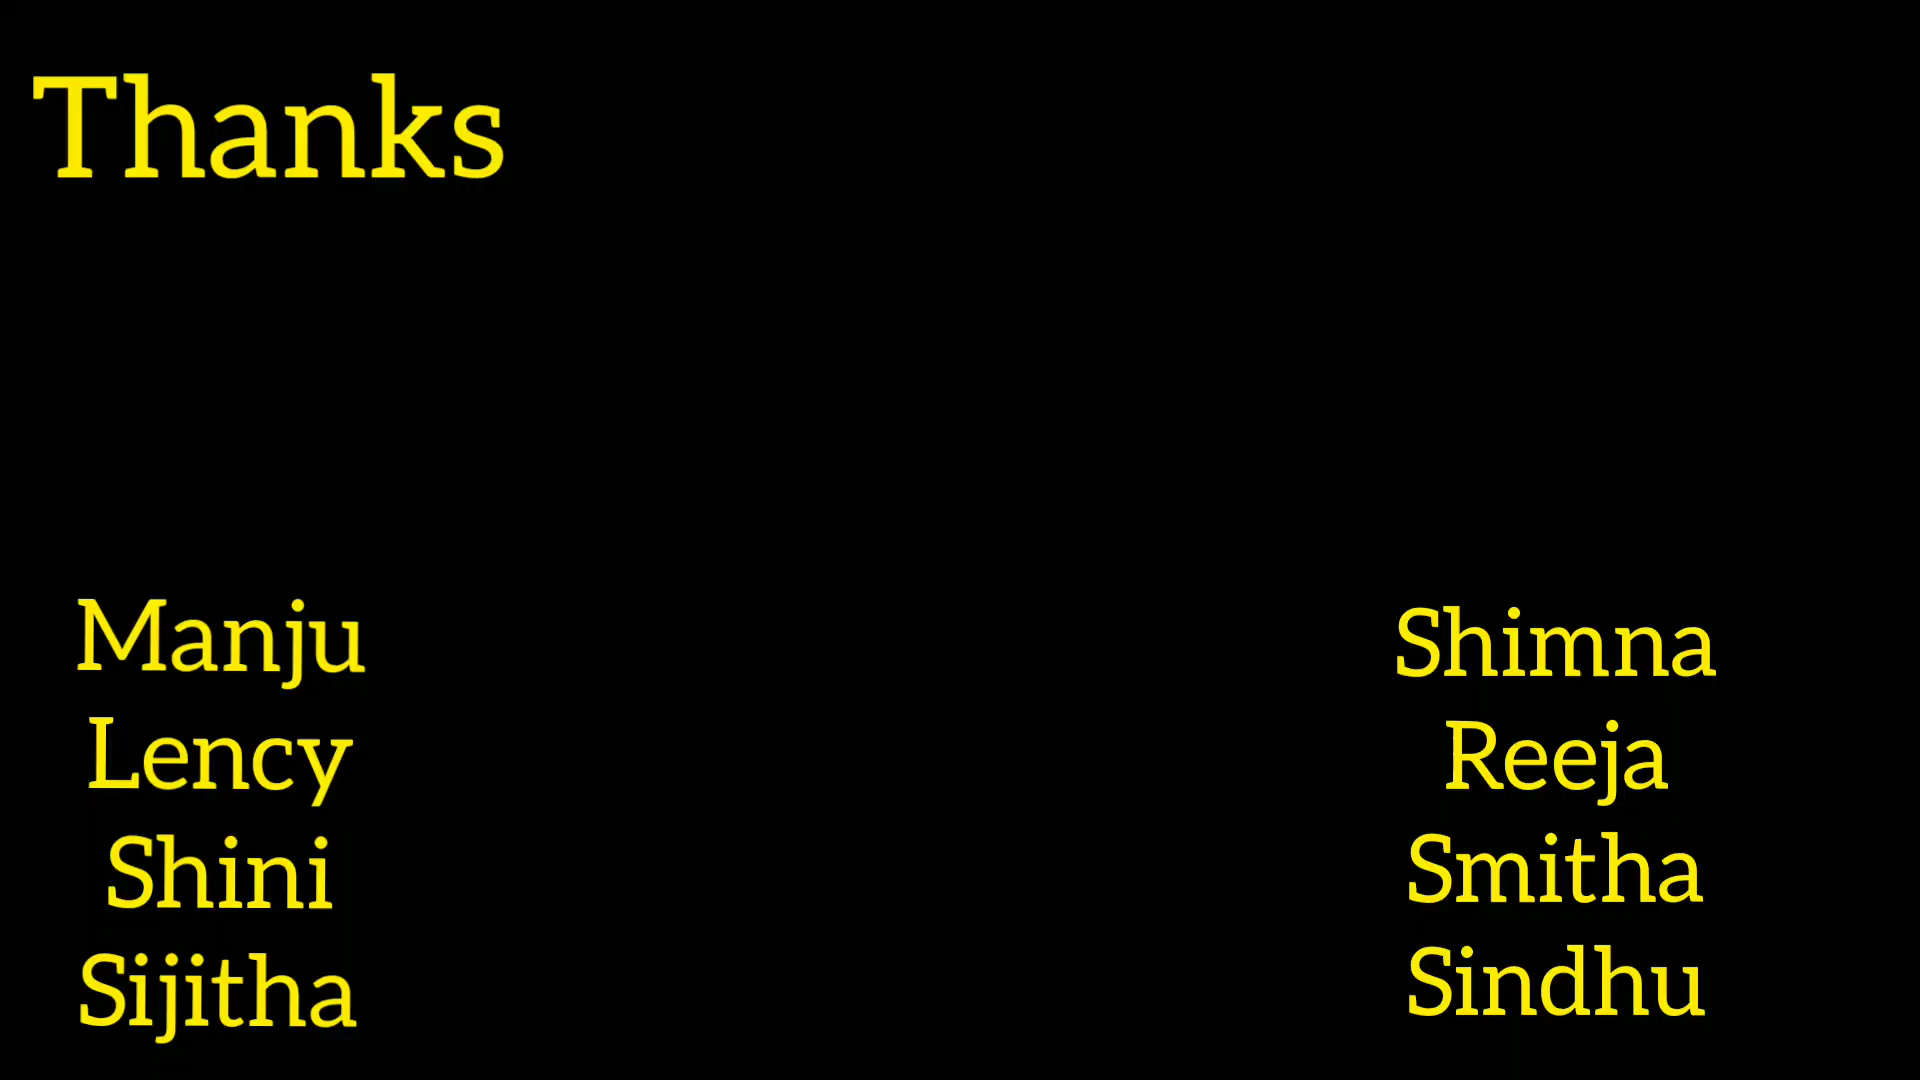 Thanks
Manju
Lency
Shini
Sijitha
Shimna
Reeja
Smitha
Sindhu